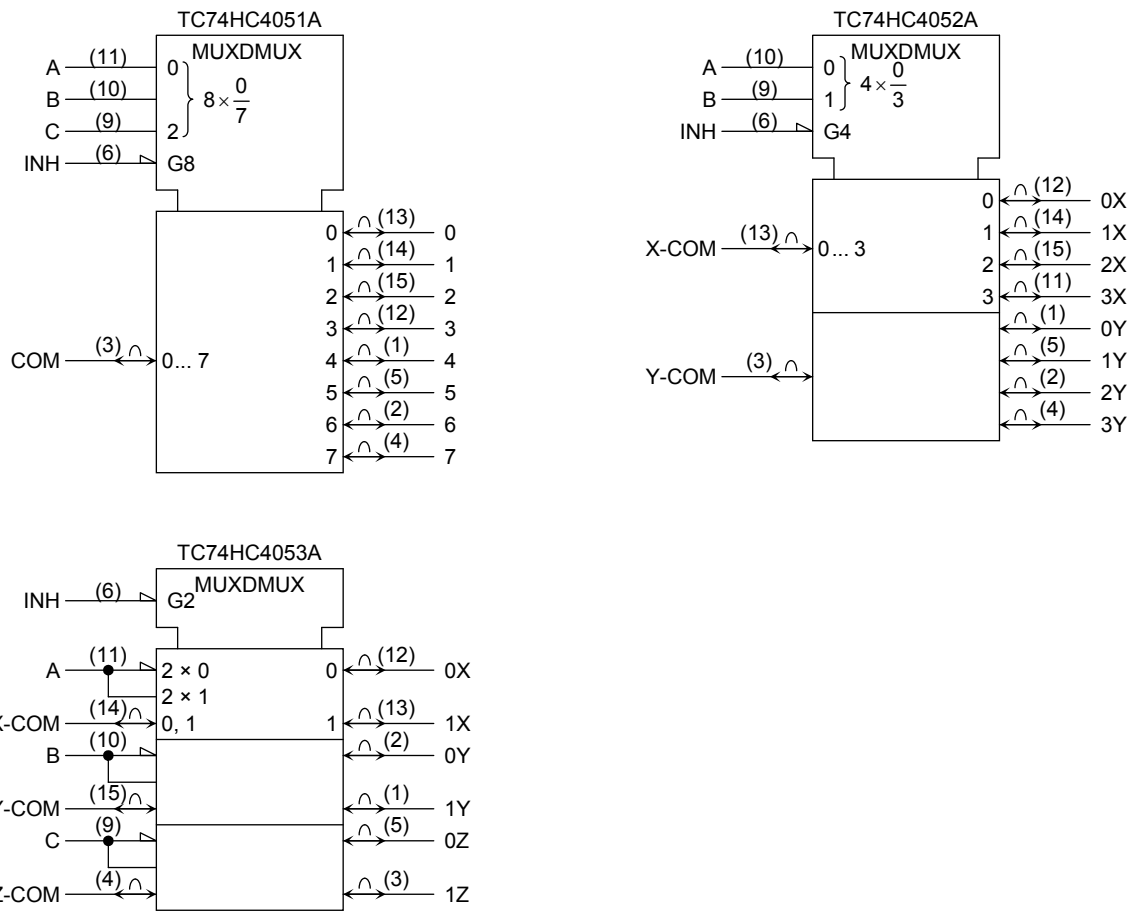 TC74HC4051A
MUXDMUX
A (11) 0
B (10) 8 × 0/7
C (9) 2
INH (6) G8
0 (13) 0
1 (14) 1
2 (15) 2
3 (12) 3
COM (3) 0... 7 4 (1) 4
5 (5) 5
6 (2) 6
7 (4) 7
TC74HC4052A
MUXDMUX
A (10) 0 4 × 0/3
B (9) 1
INH (6) G4
0 (12) 0X
1 (14) 1X
X-COM (13) 0... 3
2 (15) 2X
3 (11) 3X
(1) 0Y
(5) 1Y
Y-COM (3)
(2) 2Y
(4) 3Y
TC74HC4053A
MUXDMUX
INH (6) G2
A (11) 2 × 0 0 (12) 0X
2 × 1
X-COM (14) 0, 1 1 (13) 1X
B (10) (2) 0Y
Y-COM (15) (1) 1Y
C (9) (5) 0Z
Z-COM (4) (3) 1Z